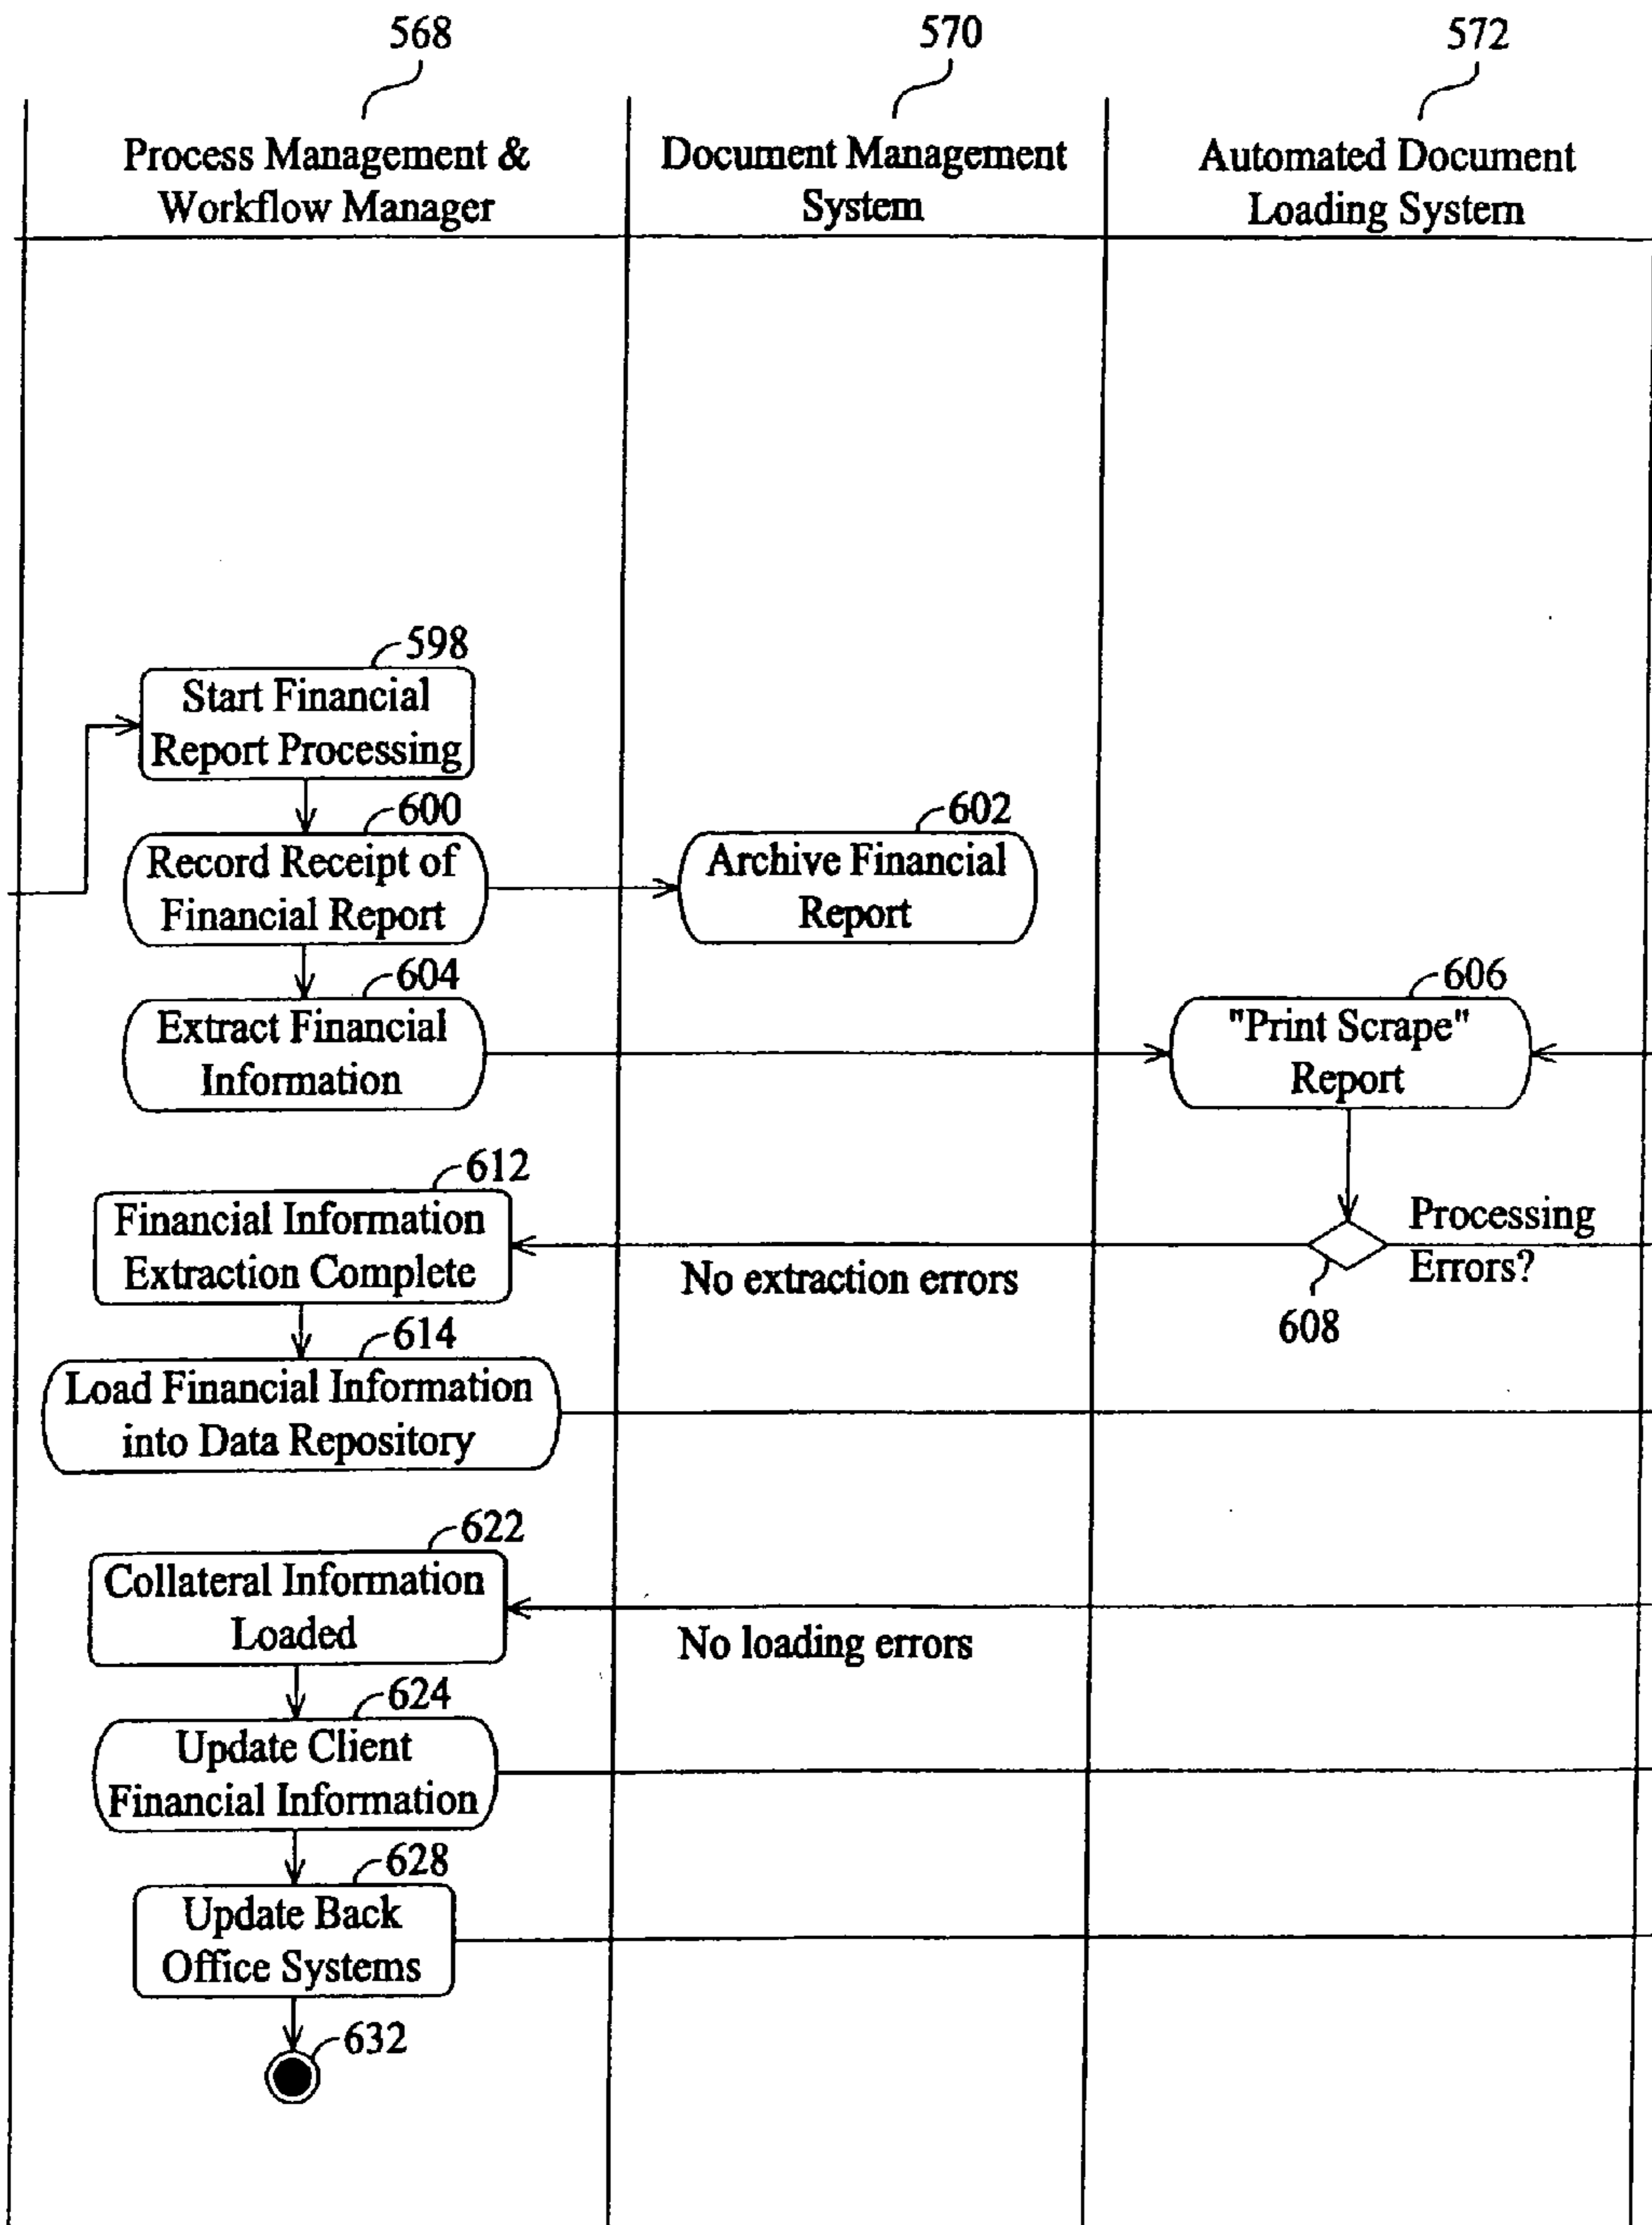 568
570
572
Process Management &
Workflow Manager
Document Management
System
Automated Document
Loading System
598
Start Financial
Report Processing
600
Record Receipt of
Financial Report
602
Archive Financial
Report
604
Extract Financial
Information
606
"Print Scrape"
Report
612
Financial Information
Extraction Complete
No extraction errors
Processing
Errors?
608
614
Load Financial Information
into Data Repository
622
Collateral Information
Loaded
No loading errors
624
Update Client
Financial Information
628
Update Back
Office Systems
632